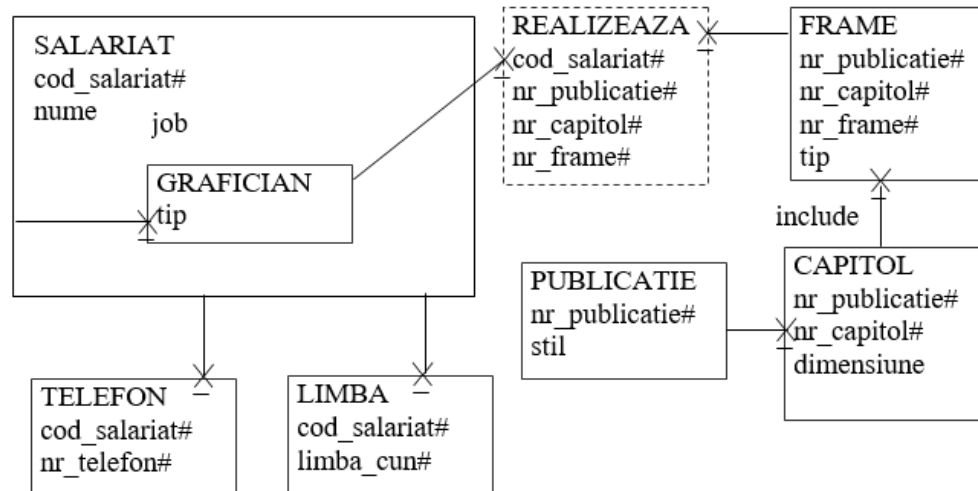 SALARIAT
cod_salariat#
nume
job
GRAFICIAN
tip
REALIZEAZA
cod_salariat#
nr_publicatie#
nr_capitol#
nr_frame#
FRAME
nr_publicatie#
nr_capitol#
nr_frame#
tip
include
PUBLICATIE
nr_publicatie#
stil
CAPITOL
nr_publicatie#
nr_capitol#
dimensiune
TELEFON
cod_salariat#
nr_telefon#
LIMBA
cod_salariat#
limba_cun#